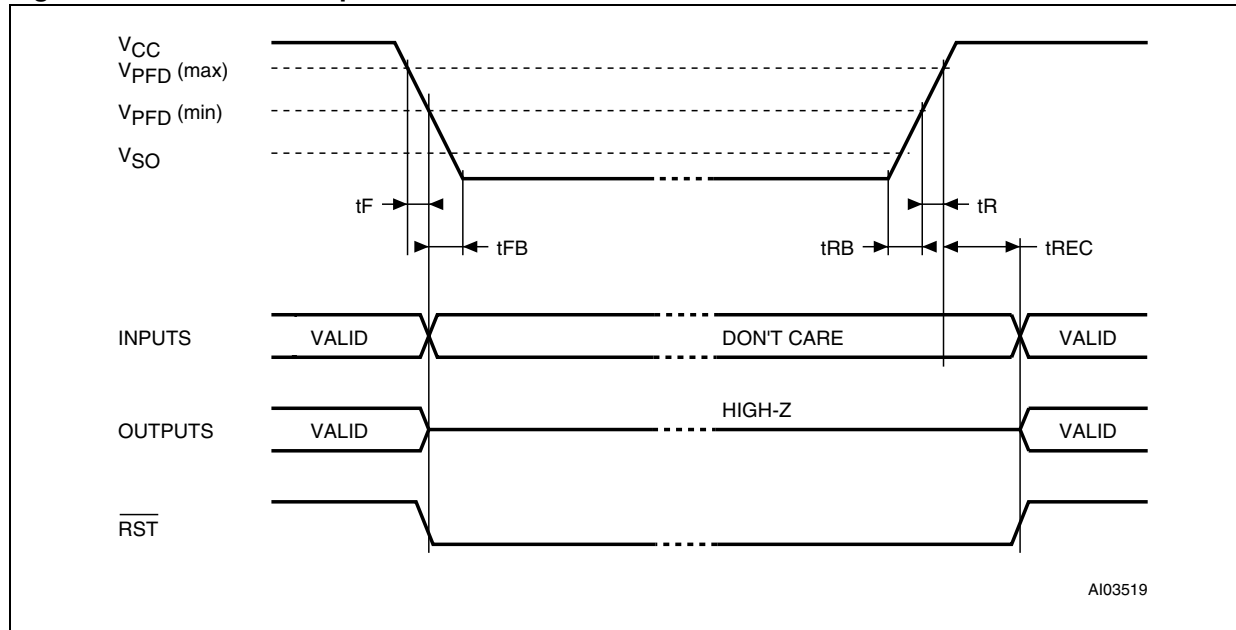 VCC
VPFD (max)
VPFD (min)
VSO
tF
tR
tFB
tRB
tREC
INPUTS
VALID
DON'T CARE
VALID
HIGH-Z
OUTPUTS
VALID
VALID
RST
AI03519